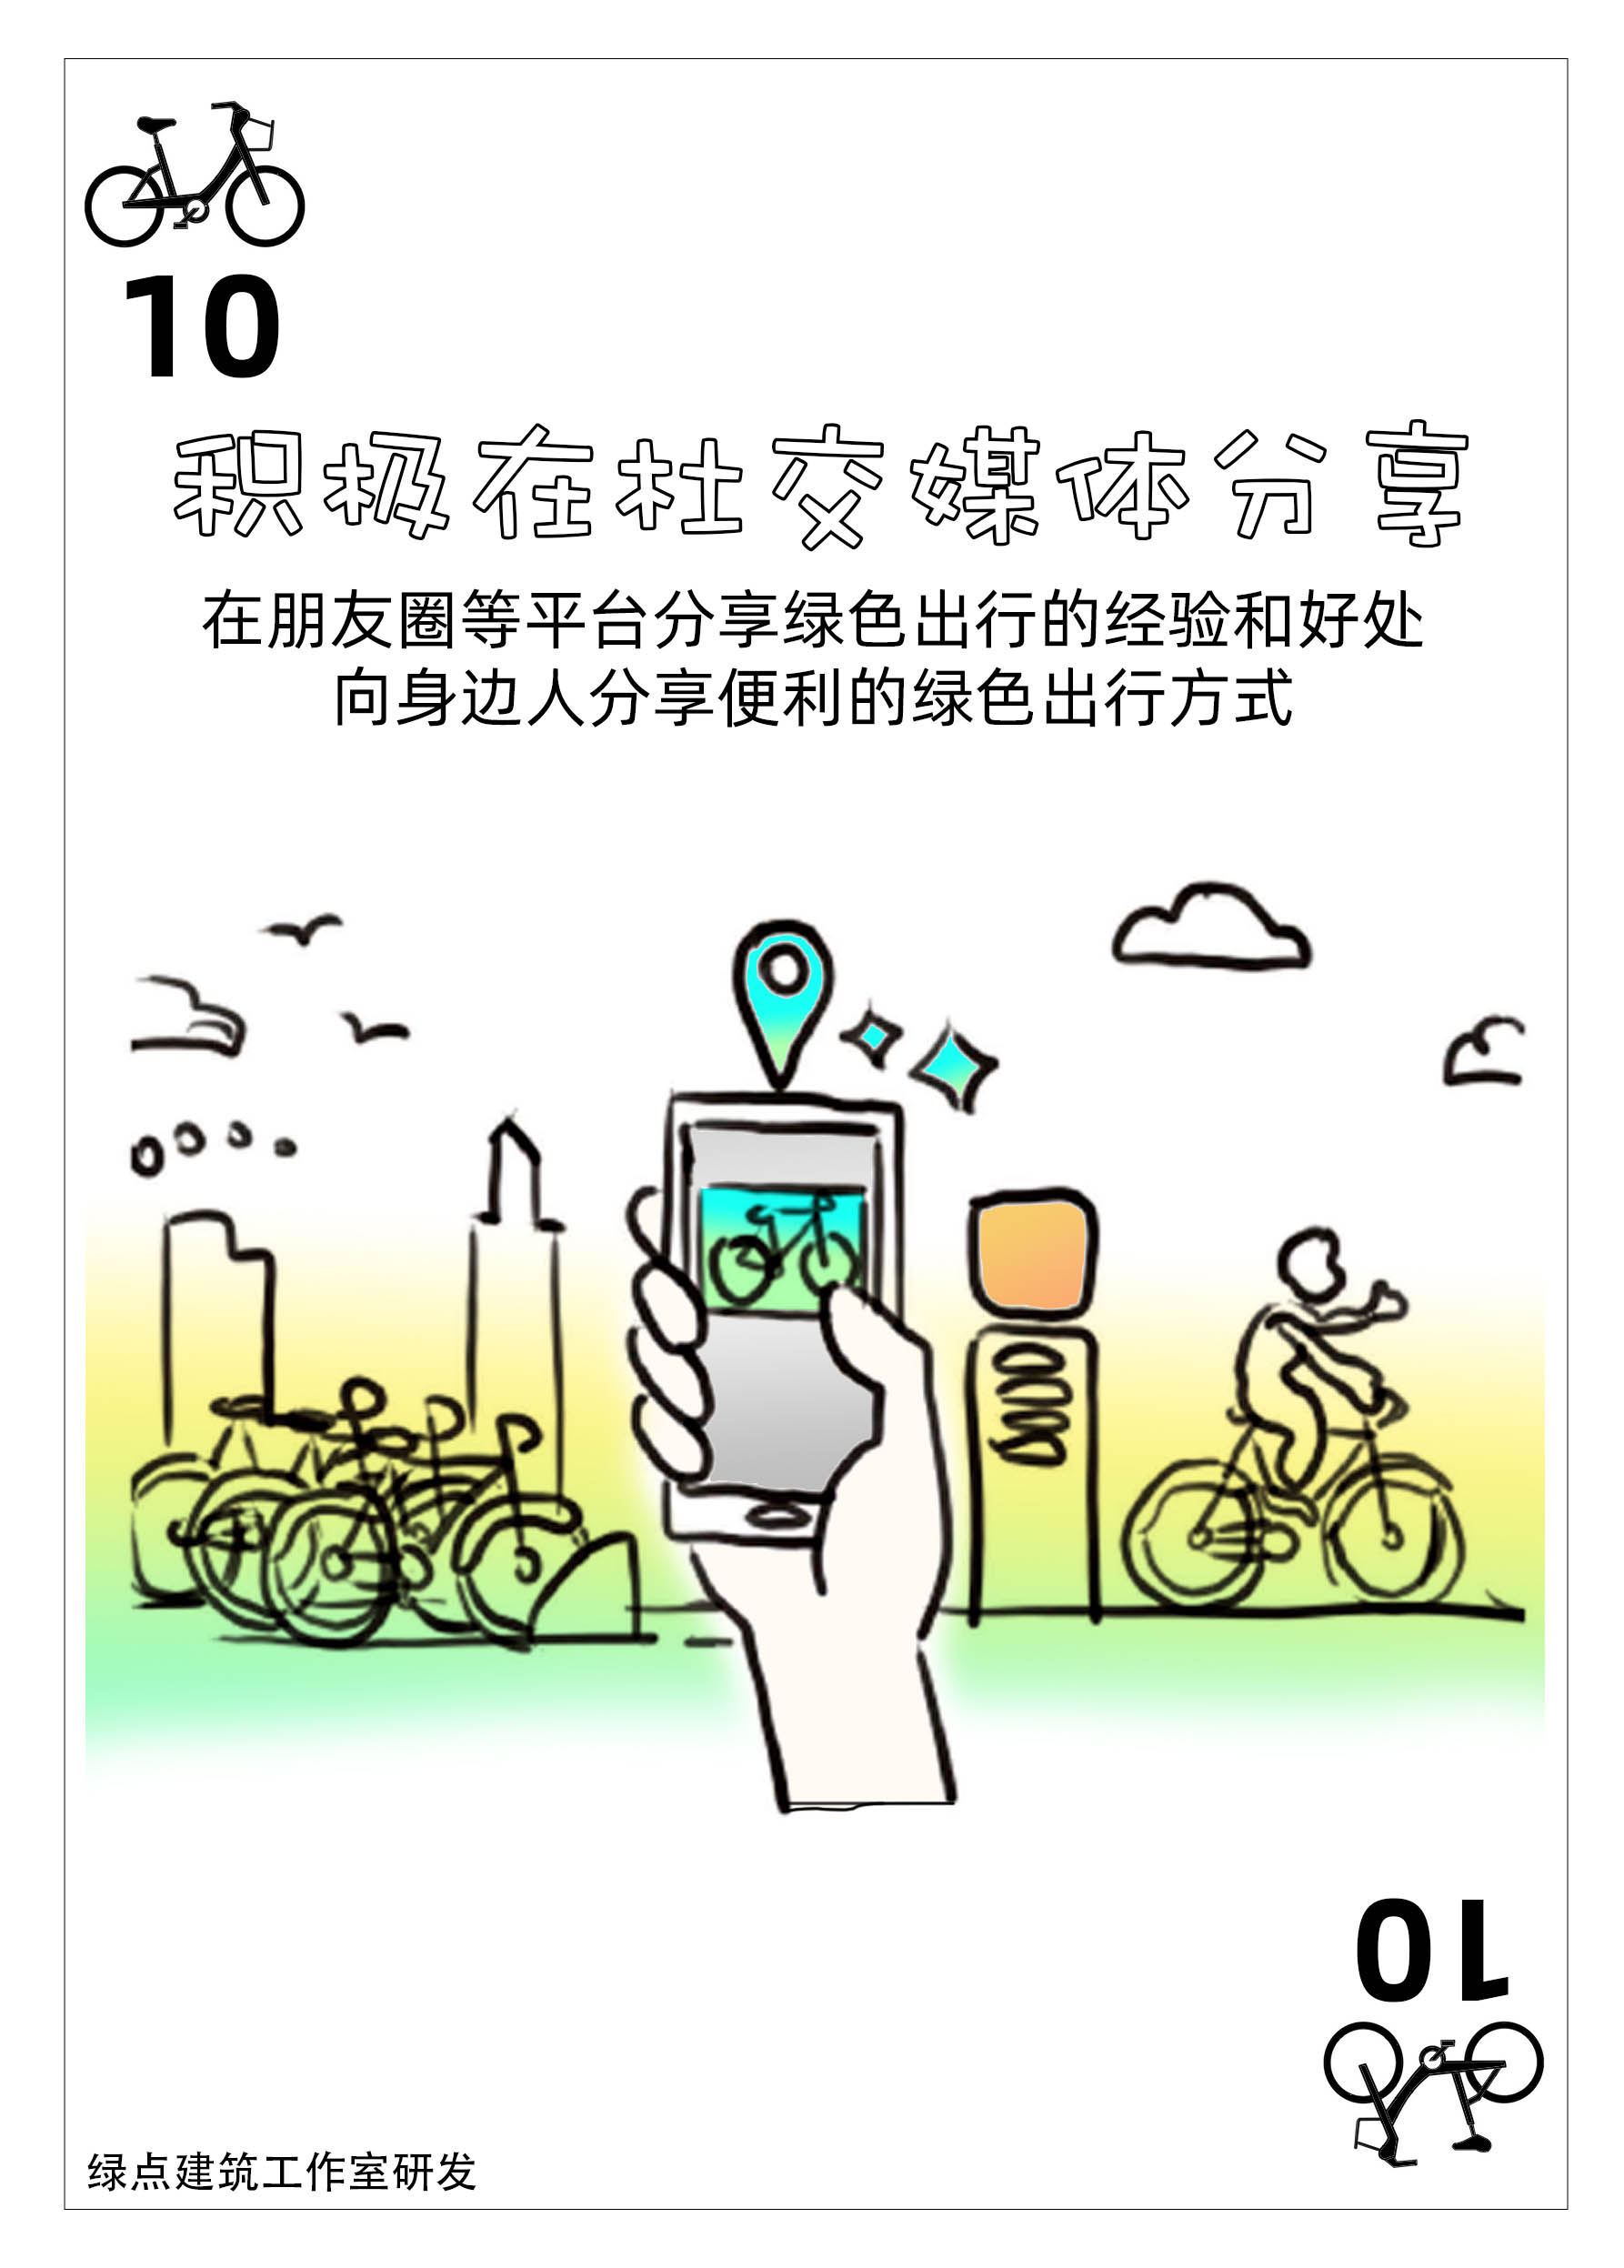 10
积极在社交媒体分享
在朋友圈等平台分享绿色出行的经验和好处
向身边人分享便利的绿色出行方式
10
绿点建筑工作室研发